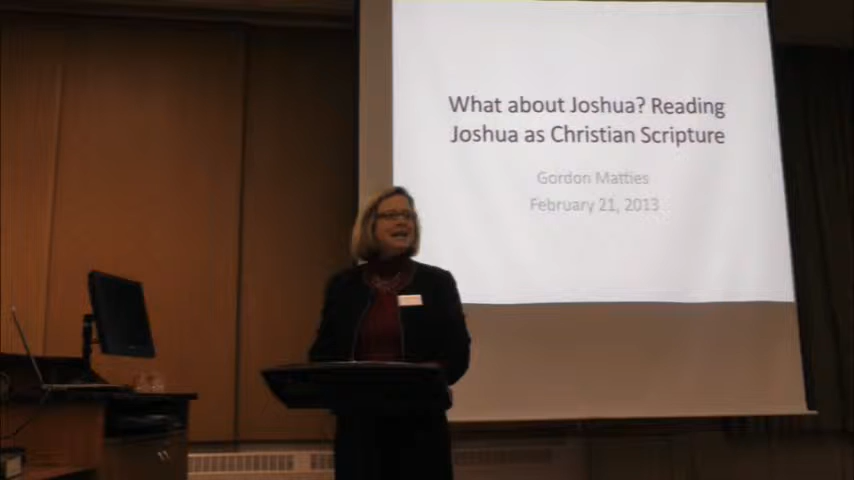 What about Joshua? Reading
Joshua as Christian Scripture
Gordon Matties
February 21, 2013